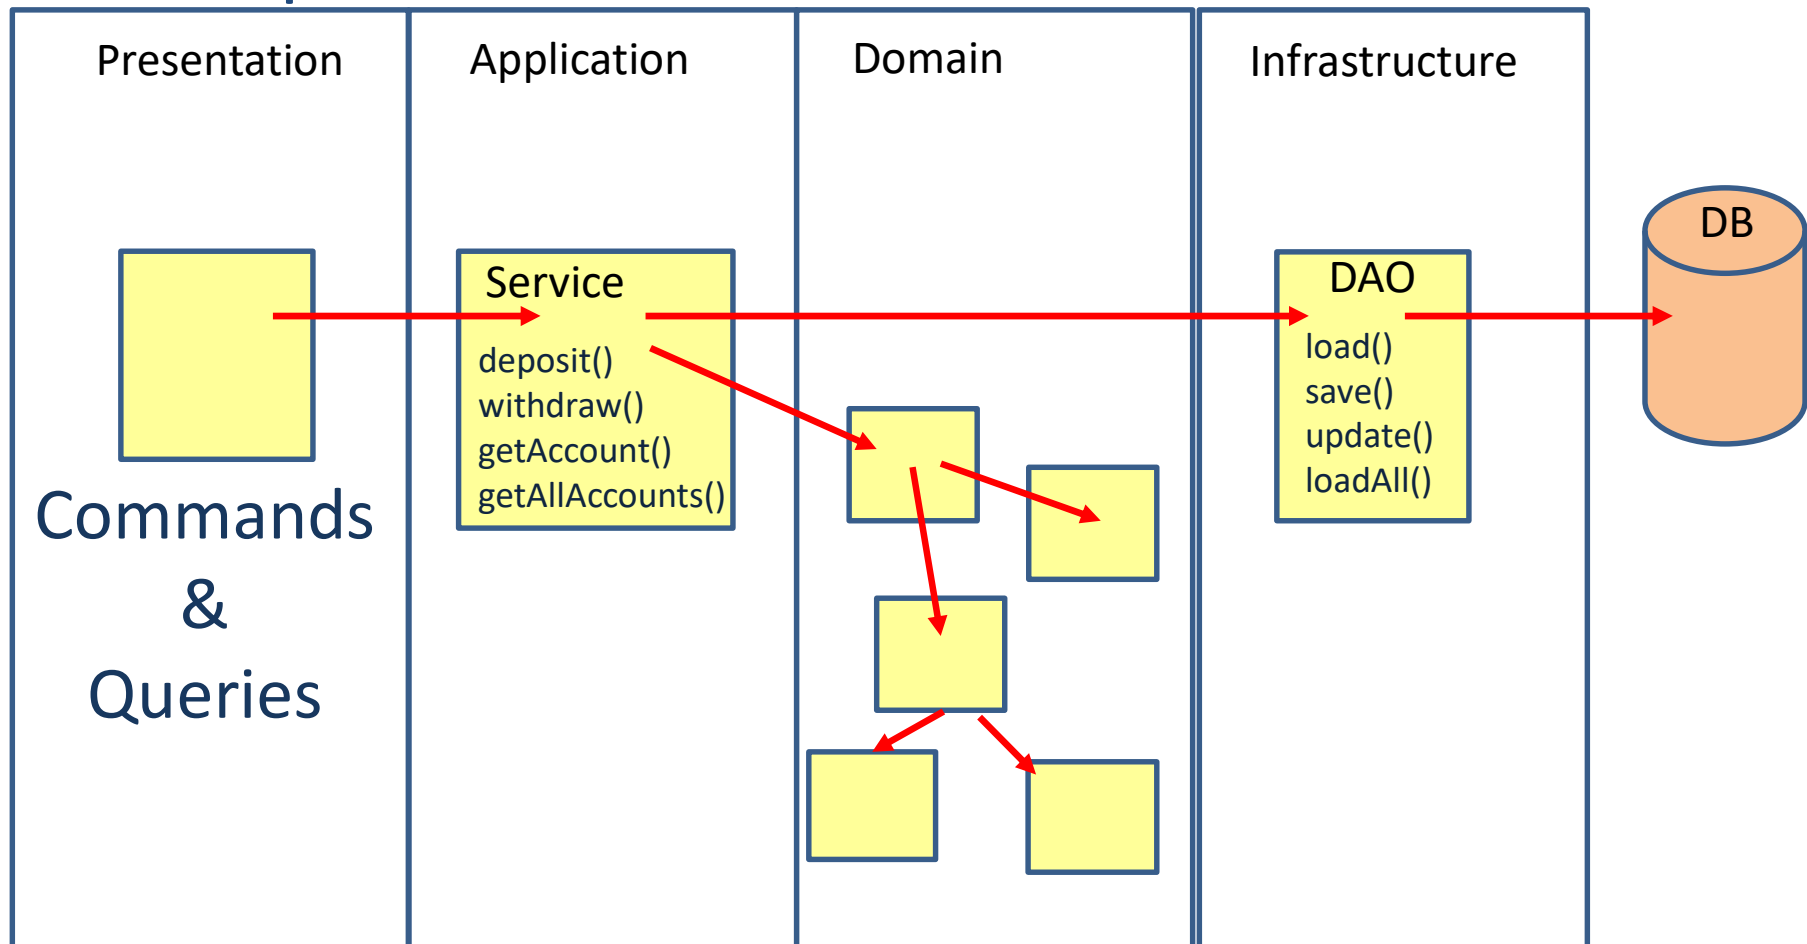 Presentation
Application
Domain
Infrastructure
DB
Service
deposit()
withdraw()
getAccount()
getAllAccounts()
DAO
load()
save()
update()
loadAll()
Commands
&
Queries